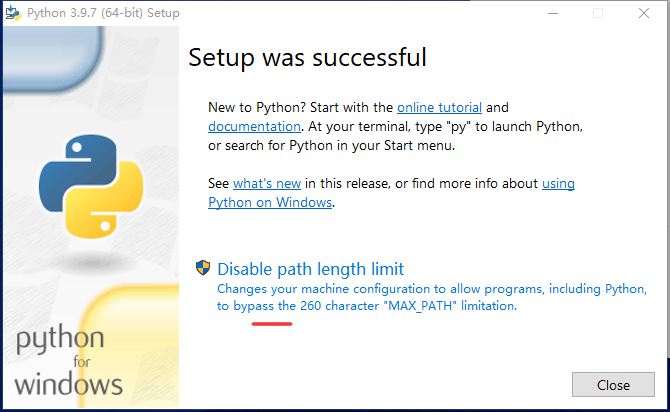 Python 3.9.7 (64-bit) Setup
Setup was successful
New to Python? Start with the online tutorial and
documentation. At your terminal, type "py" to launch Python,
or search for Python in your Start menu.
See what's new in this release, or find more info about using
Python on Windows.
Disable path length limit
Changes your machine configuration to allow programs, including Python,
to bypass the 260 character "MAX_PATH" limitation.
python
for
windows
Close